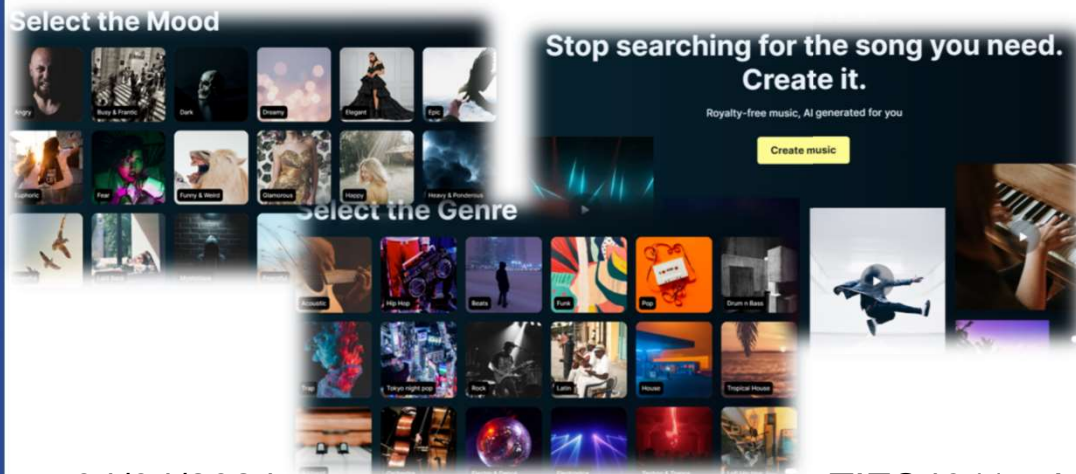 Select the Mood
Angry
Busy & Frantic
Dark
Dreamy
Elegant
Epic
Euphoric
Fear
Funny & Weird
Glamorous
Happy
Heavy & Ponderous
Stop searching for the song you need.
Create it.
Royalty-free music, AI generated for you
Create music
Select the Genre
Acoustic
Hip Hop
Beats
Funk
Pop
Drum n Bass
Trap
Tokyo night pop
Rock
Latin
House
Tropical House